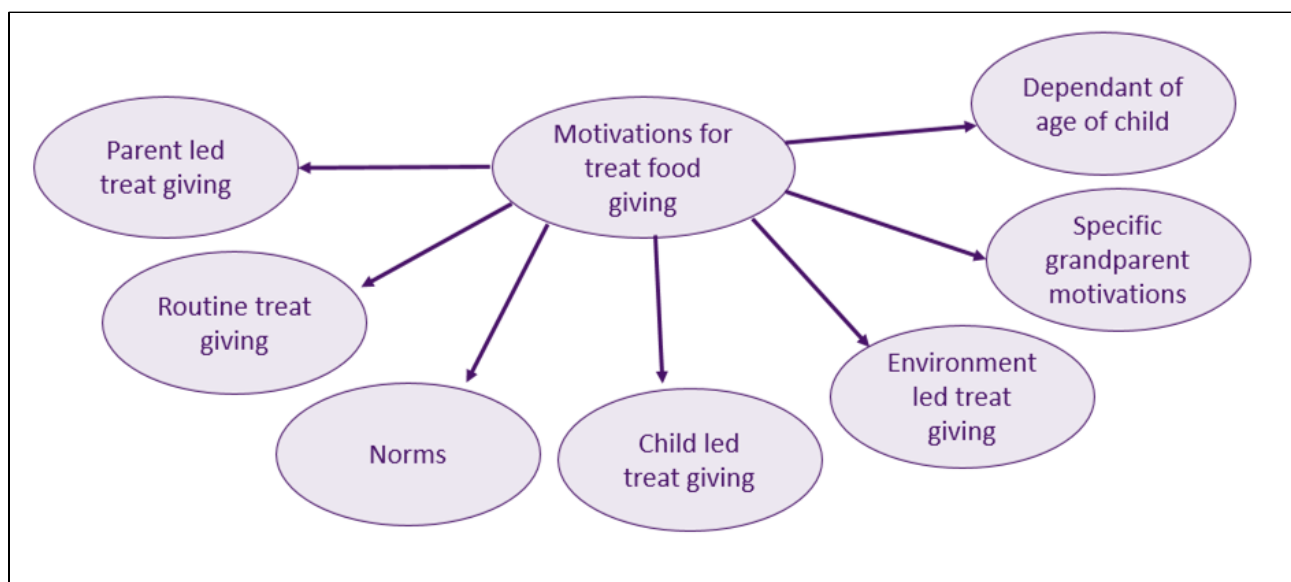 Motivations for
treat food
giving
Parent led
treat giving
Routine treat
giving
Norms
Child led
treat giving
Environment
led treat
giving
Specific
grandparent
motivations
Dependant of
age of child